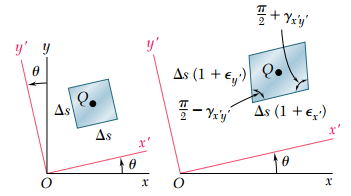 y' y
θ
Q
Δs
Δs
x'
θ
O
x
π/2 + γx'y'
y'
Δs (1 + ϵy')
Q
π/2 − γx'y'
Δs (1 + ϵx')
x'
θ
O
x